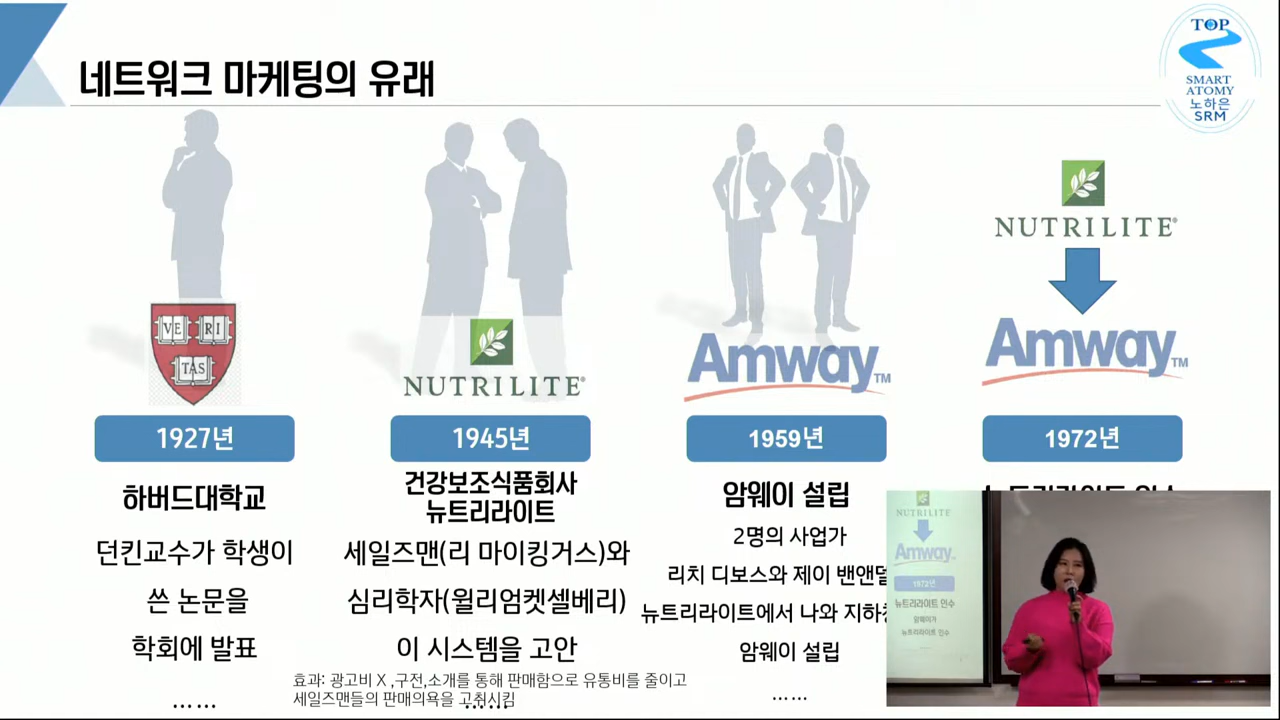 네트워크 마케팅의 유래
TOP
SMART
ATOMY
노하은
SRM
VE RI
TAS
1927년
하버드대학교
던킨교수가 학생이
쓴 논문을
학회에 발표
……
NUTRILITE®
1945년
건강보조식품회사
뉴트리라이트
세일즈맨(리 마이킹거스)와
심리학자(윌리엄켓셀베리)
이 시스템을 고안
……
효과: 광고비 X ,구전,소개를 통해 판매함으로 유통비를 줄이고
세일즈맨들의 판매의욕을 고취시킴
Amway™
1959년
암웨이 설립
2명의 사업가
리치 디보스와 제이 밴앤델
뉴트리라이트에서 나와 지하
암웨이 설립
……
NUTRILITE®
Amway™
1972년
NUTRILITE
Amway
1972년
뉴트리라이트 인수
암웨이가
뉴트리라이트 인수